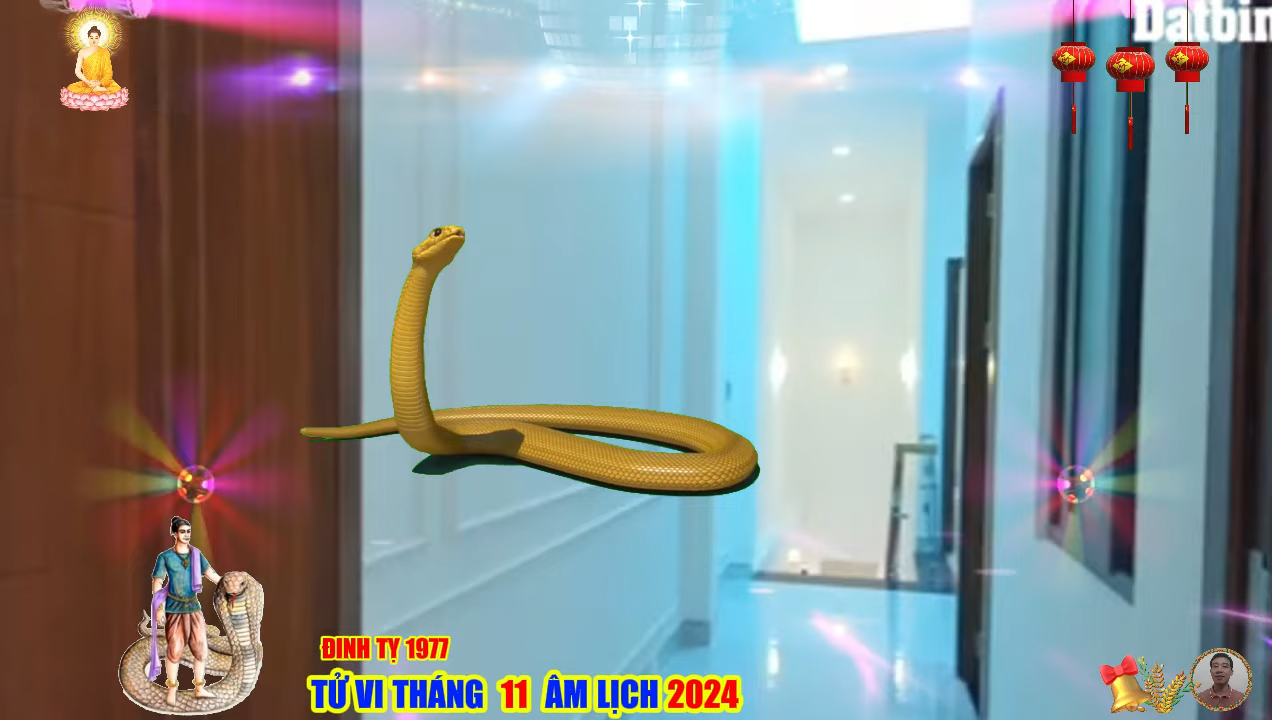 Datbin
ĐINH TỴ 1977
TỬ VI THÁNG 11 ÂM LỊCH 2024